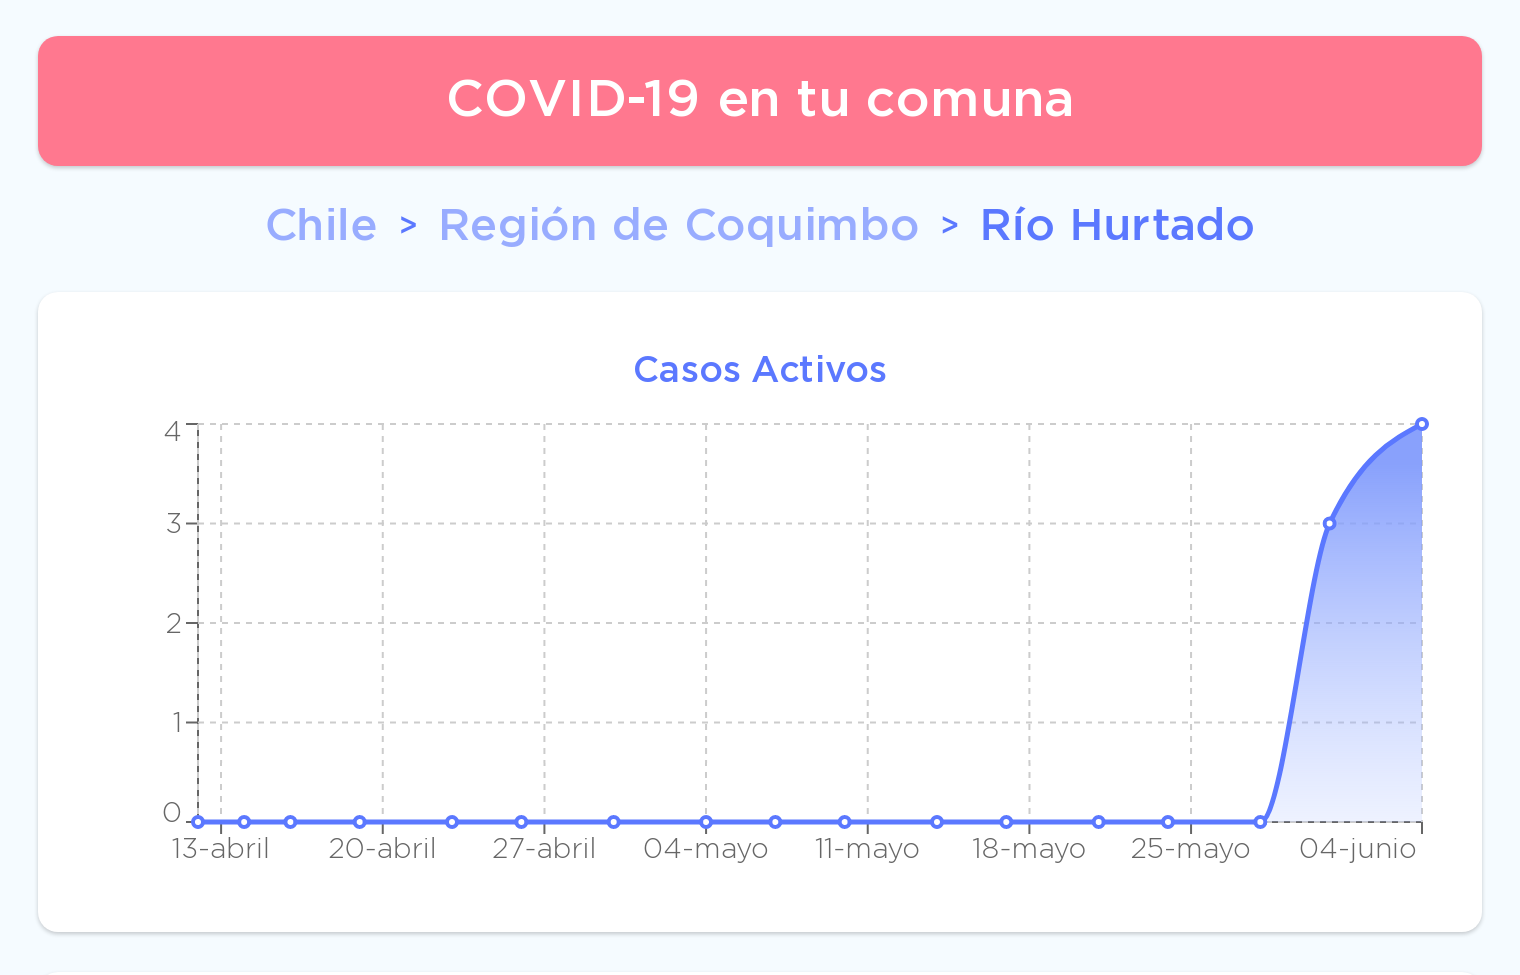 COVID-19 en tu comuna
Chile > Región de Coquimbo > Río Hurtado
Casos Activos
4
3
2
1
0
13-abril 20-abril 27-abril 04-mayo 11-mayo 18-mayo 25-mayo 04-junio